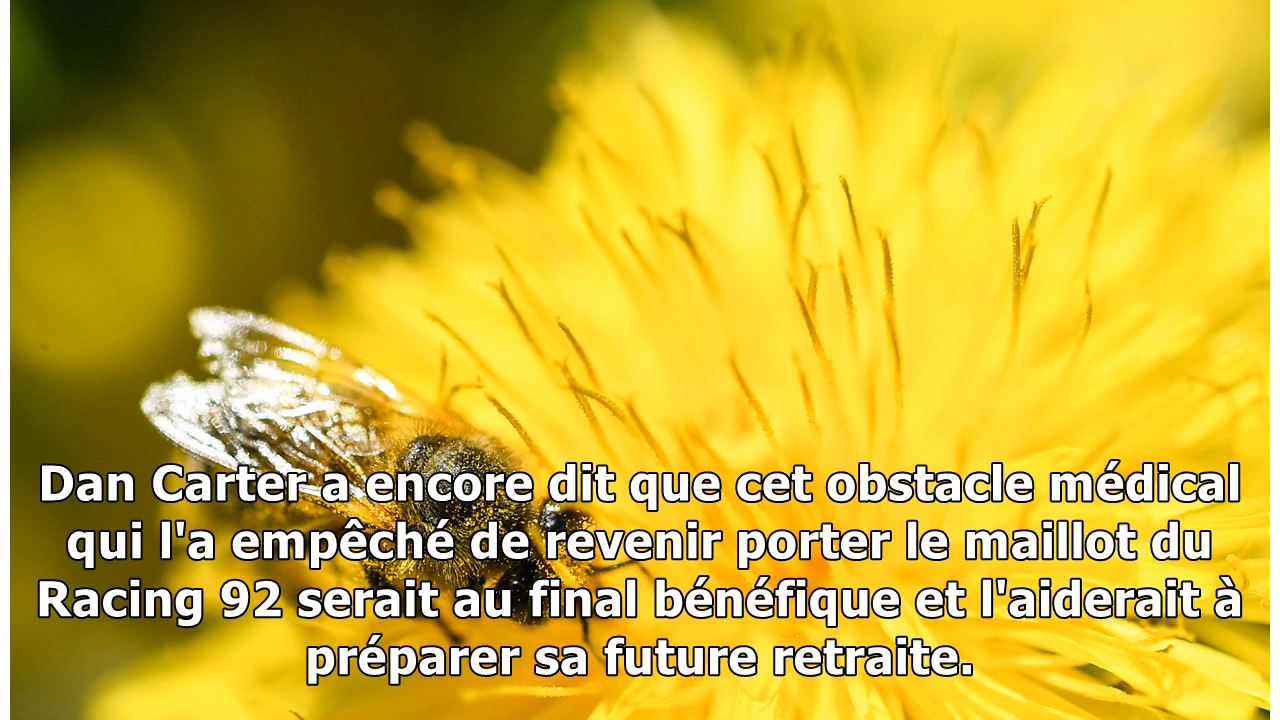 Dan Carter a encore dit que cet obstacle médical
qui l'a empêché de revenir porter le maillot du
Racing 92 serait au final bénéfique et l'aiderait à
préparer sa future retraite.